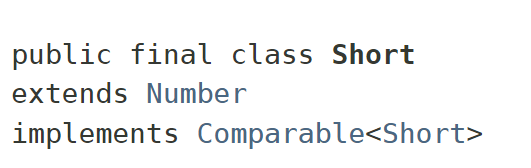 public final class Short
extends Number
implements Comparable<Short>